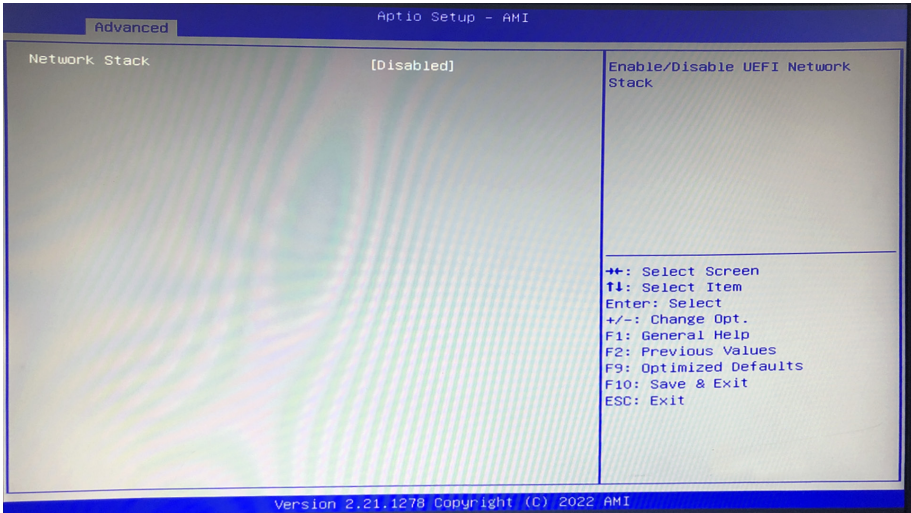 Aptio Setup - AMI
Advanced
Network Stack [Disabled]
Enable/Disable UEFI Network
Stack
→←: Select Screen
↑↓: Select Item
Enter: Select
+/-: Change Opt.
F1: General Help
F2: Previous Values
F9: Optimized Defaults
F10: Save & Exit
ESC: Exit
Version 2.21.1278 Copyright (C) 2022 AMI